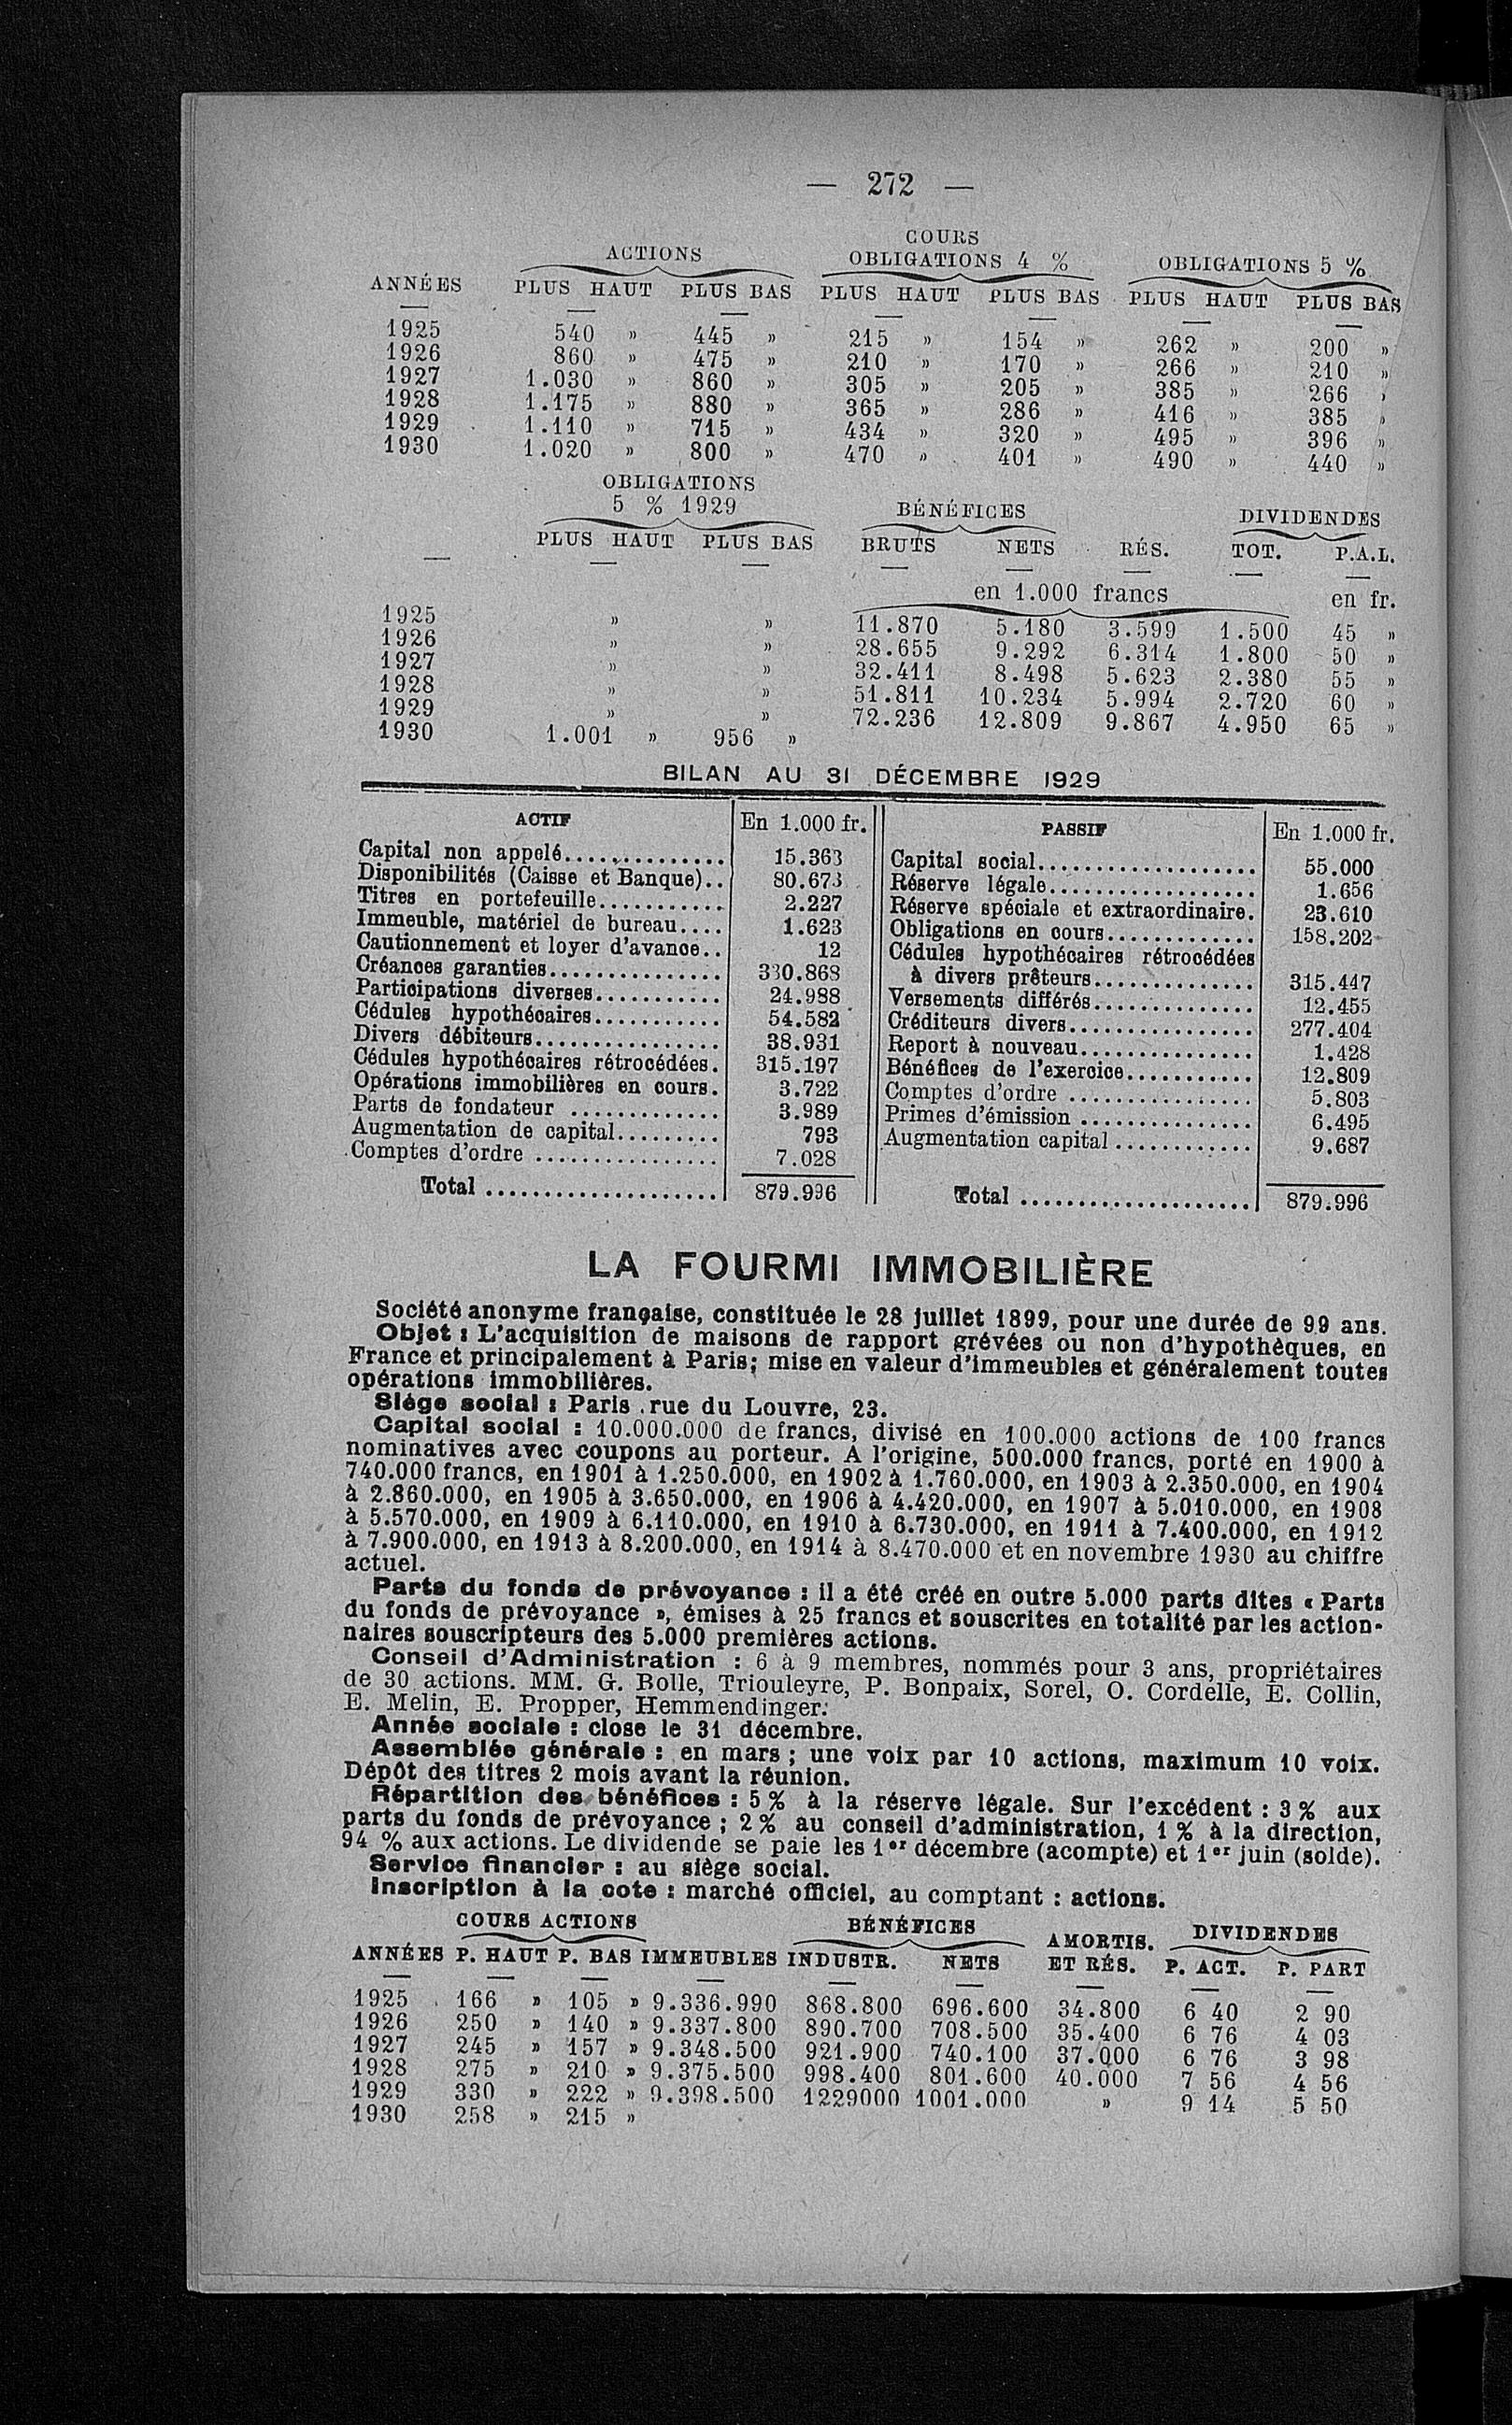 — 272 —
COURS
ACTIONS OBLIGATIONS 4 % OBLIGATIONS 5 %
ANNÉES PLUS HAUT PLUS BAS PLUS HAUT PLUS BAS PLUS HAUT PLUS BAS
1925 540 » 445 » 215 » 154 » 262 » 200 »
1926 860 » 475 » 210 » 170 » 266 » 210 »
1927 1.030 » 860 » 305 » 205 » 385 » 266 »
1928 1.175 » 880 » 365 » 286 » 416 » 385 »
1929 1.110 » 715 » 434 » 320 » 495 » 396 »
1930 1.020 » 800 » 470 » 401 » 490 » 440 »
OBLIGATIONS
5 % 1929 BÉNÉFICES DIVIDENDES
PLUS HAUT PLUS BAS BRUTS NETS RÉS. TOT. P.A.L.
en 1.000 francs en fr.
1925 » » 11.870 5.180 3.599 1.500 45 »
1926 » » 28.655 9.292 6.314 1.800 50 »
1927 » » 32.411 8.498 5.623 2.380 55 »
1928 » » 51.811 10.234 5.994 2.720 60 »
1929 » » 72.236 12.809 9.867 4.950 65 »
1930 1.001 » 956 »
BILAN AU 31 DÉCEMBRE 1929
ACTIF En 1.000 fr.
Capital non appelé.............. 15.363
Disponibilités (Caisse et Banque).. 80.673
Titres en portefeuille........... 2.227
Immeuble, matériel de bureau.... 1.623
Cautionnement et loyer d'avance.. 12
Créances garanties............... 330.868
Participations diverses........... 24.988
Cédules hypothécaires........... 54.582
Divers débiteurs................ 38.931
Cédules hypothécaires rétrocédées. 315.197
Opérations immobilières en cours. 3.722
Parts de fondateur ............. 3.989
Augmentation de capital......... 793
Comptes d'ordre ................ 7.028
Total .................... 879.996
PASSIF En 1.000 fr.
Capital social................... 55.000
Réserve légale.................. 1.656
Réserve spéciale et extraordinaire. 23.610
Obligations en cours............. 158.202
Cédules hypothécaires rétrocédées
à divers prêteurs.............. 315.447
Versements différés.............. 12.455
Créditeurs divers................ 277.404
Report à nouveau............... 1.428
Bénéfices de l'exercice........... 12.809
Comptes d'ordre ................ 5.803
Primes d'émission ............... 6.495
Augmentation capital ............ 9.687
Total .................... 879.996
LA FOURMI IMMOBILIÈRE
Société anonyme française, constituée le 28 juillet 1899, pour une durée de 99 ans.
Objet : L'acquisition de maisons de rapport grévées ou non d'hypothèques, en
France et principalement à Paris; mise en valeur d'immeubles et généralement toutes
opérations immobilières.
Siége social : Paris, rue du Louvre, 23.
Capital social : 10.000.000 de francs, divisé en 100.000 actions de 100 francs
nominatives avec coupons au porteur. A l'origine, 500.000 francs, porté en 1900 à
740.000 francs, en 1901 à 1.250.000, en 1902 à 1.760.000, en 1903 à 2.350.000, en 1904
à 2.860.000, en 1905 à 3.650.000, en 1906 à 4.420.000, en 1907 à 5.010.000, en 1908
à 5.570.000, en 1909 à 6.110.000, en 1910 à 6.730.000, en 1911 à 7.400.000, en 1912
à 7.900.000, en 1913 à 8.200.000, en 1914 à 8.470.000 et en novembre 1930 au chiffre
actuel.
Parts du fonds de prévoyance : il a été créé en outre 5.000 parts dites « Parts
du fonds de prévoyance », émises à 25 francs et souscrites en totalité par les action-
naires souscripteurs des 5.000 premières actions.
Conseil d'Administration : 6 à 9 membres, nommés pour 3 ans, propriétaires
de 30 actions. MM. G. Bolle, Triouleyre, P. Bonpaix, Sorel, O. Cordelle, E. Collin,
E. Melin, E. Propper, Hemmendinger.
Année sociale : close le 31 décembre.
Assemblée générale : en mars ; une voix par 10 actions, maximum 10 voix.
Dépôt des titres 2 mois avant la réunion.
Répartition des bénéfices : 5 % à la réserve légale. Sur l'excédent : 3 % aux
parts du fonds de prévoyance ; 2 % au conseil d'administration, 1 % à la direction,
94 % aux actions. Le dividende se paie les 1er décembre (acompte) et 1er juin (solde).
Service financier : au siège social.
Inscription à la cote : marché officiel, au comptant : actions.
COURS ACTIONS BÉNÉFICES AMORTIS. DIVIDENDES
ANNÉES P. HAUT P. BAS IMMEUBLES INDUSTR. NETS ET RÉS. P. ACT. P. PART
1925 166 » 105 » 9.336.990 868.800 696.600 34.800 6 40 2 90
1926 250 » 140 » 9.337.800 890.700 708.500 35.400 6 76 4 03
1927 245 » 157 » 9.348.500 921.900 740.100 37.000 6 76 3 98
1928 275 » 210 » 9.375.500 998.400 801.600 40.000 7 56 4 56
1929 330 » 222 » 9.398.500 1229000 1001.000 » 9 14 5 50
1930 258 » 215 »